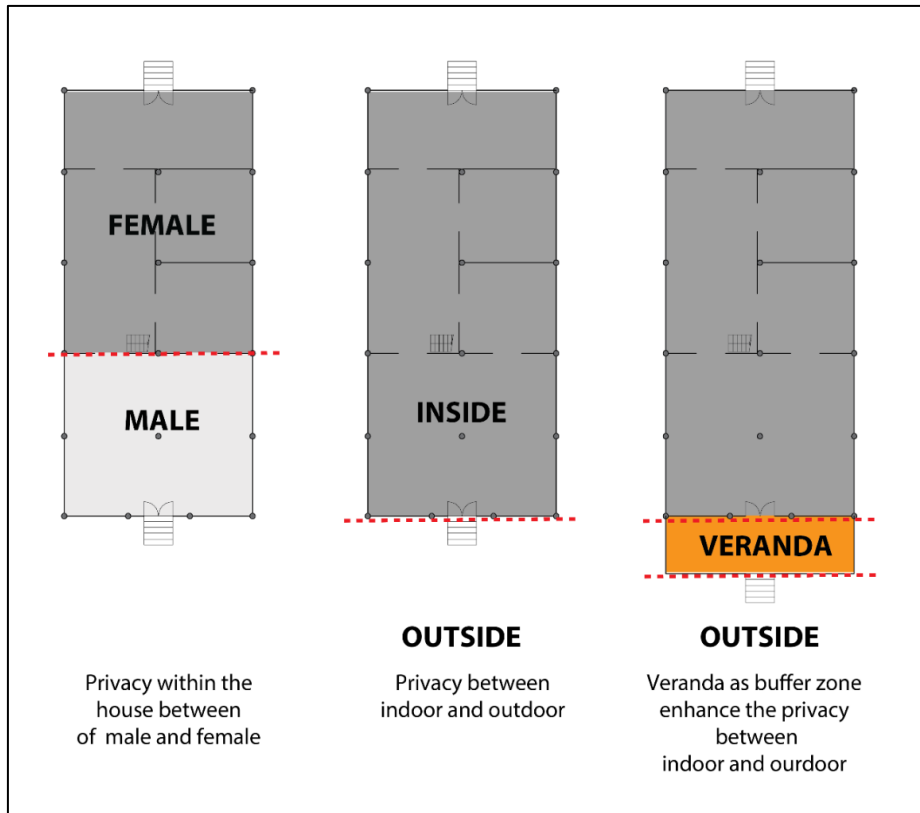 FEMALE
MALE
Privacy within the
house between
of male and female
INSIDE
OUTSIDE
Privacy between
indoor and outdoor
VERANDA
OUTSIDE
Veranda as buffer zone
enhance the privacy
between
indoor and ourdoor